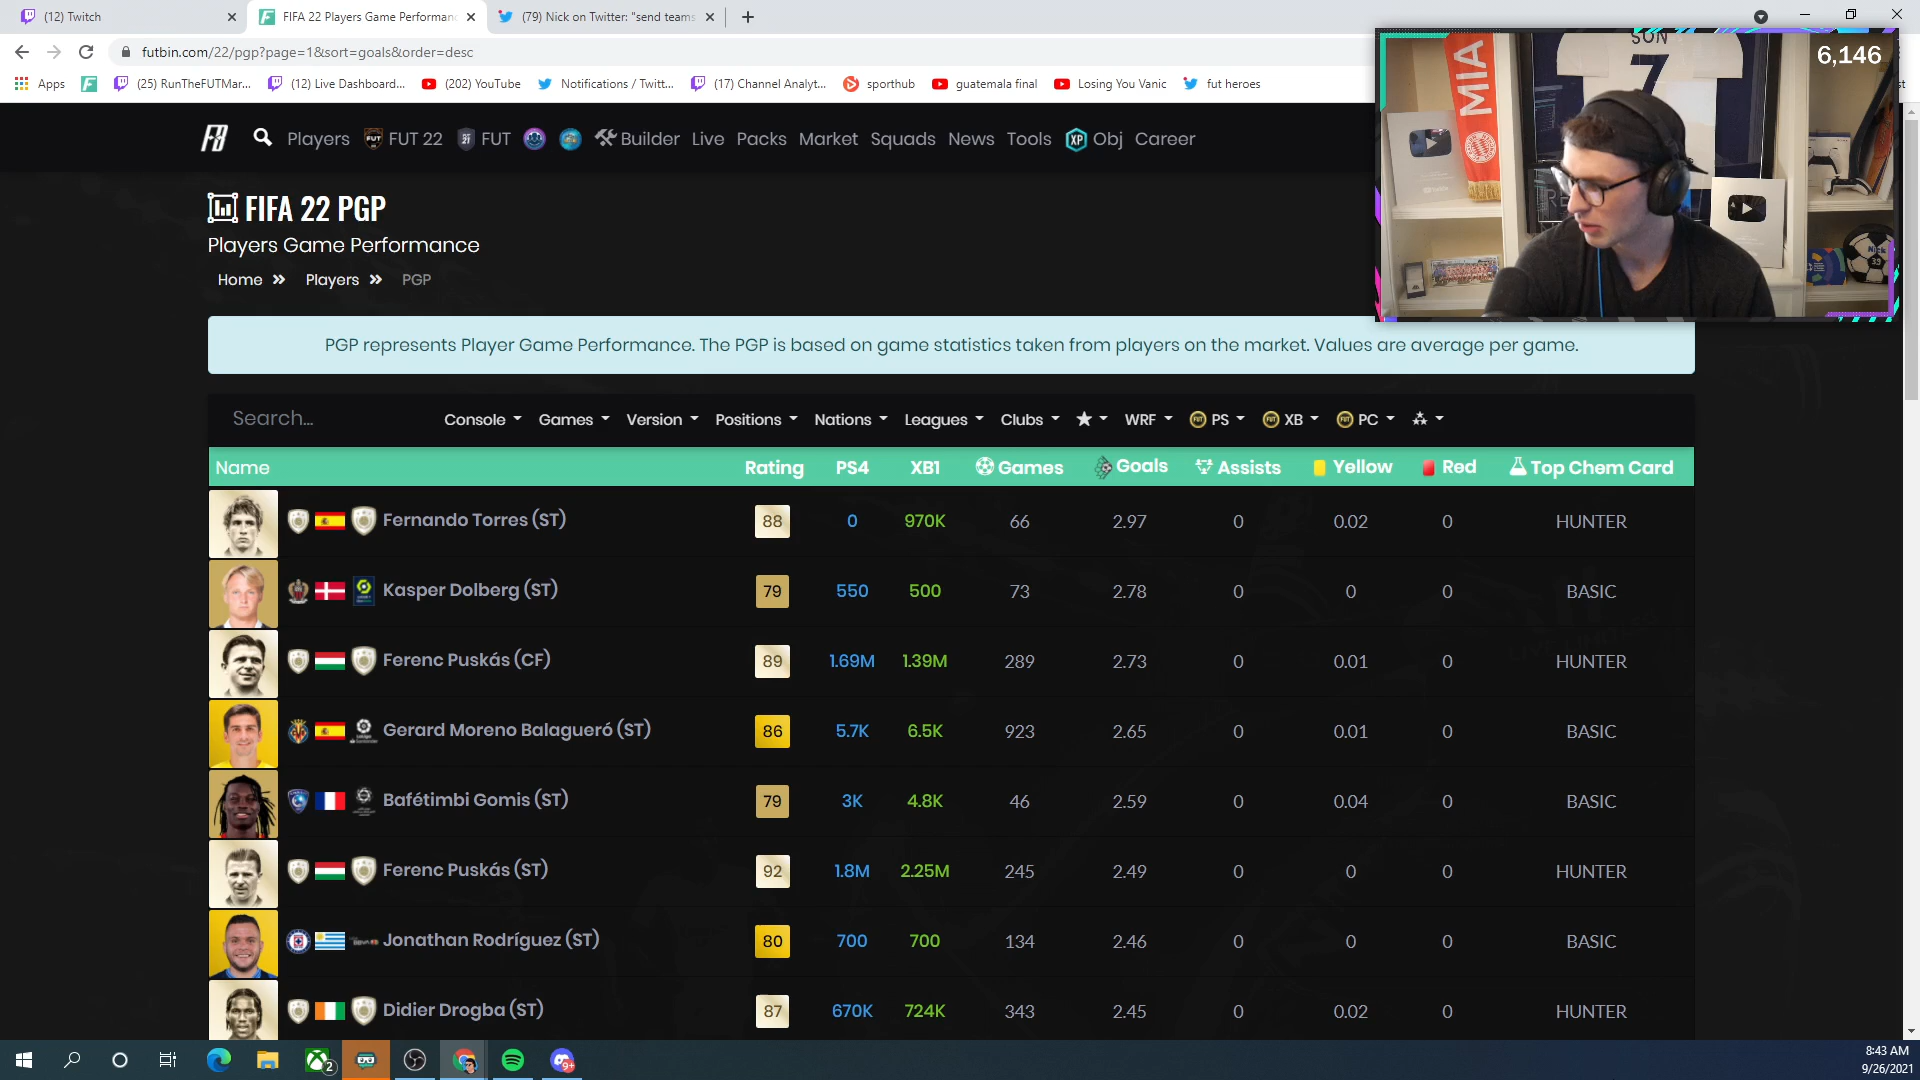 (12) Twitch
FIFA 22 Players Game Performanc
(79) Nick on Twitter: "send teams
futbin.com/22/pgp?page=1&sort=goals&order=desc
Apps (25) RunTheFUTMar... (12) Live Dashboard... (202) YouTube Notifications / Twitt... (17) Channel Analyt... sporthub guatemala final Losing You Vanic fut heroes
6,146
SON
7
MIA
Nick
39
Players FUT 22 FUT Builder Live Packs Market Squads News Tools XP Obj Career
FIFA 22 PGP
Players Game Performance
Home » Players » PGP
PGP represents Player Game Performance. The PGP is based on game statistics taken from players on the market. Values are average per game.
Search... Console Games Version Positions Nations Leagues Clubs WRF PS XB PC
Name Rating PS4 XB1 Games Goals Assists Yellow Red Top Chem Card
Fernando Torres (ST) 88 0 970K 66 2.97 0 0.02 0 HUNTER
Kasper Dolberg (ST) 79 550 500 73 2.78 0 0 0 BASIC
Ferenc Puskás (CF) 89 1.69M 1.39M 289 2.73 0 0.01 0 HUNTER
Gerard Moreno Balagueró (ST) 86 5.7K 6.5K 923 2.65 0 0.01 0 BASIC
Bafétimbi Gomis (ST) 79 3K 4.8K 46 2.59 0 0.04 0 BASIC
Ferenc Puskás (ST) 92 1.8M 2.25M 245 2.49 0 0 0 HUNTER
Jonathan Rodríguez (ST) 80 700 700 134 2.46 0 0 0 BASIC
Didier Drogba (ST) 87 670K 724K 343 2.45 0 0.02 0 HUNTER
2
9+
8:43 AM
9/26/2021